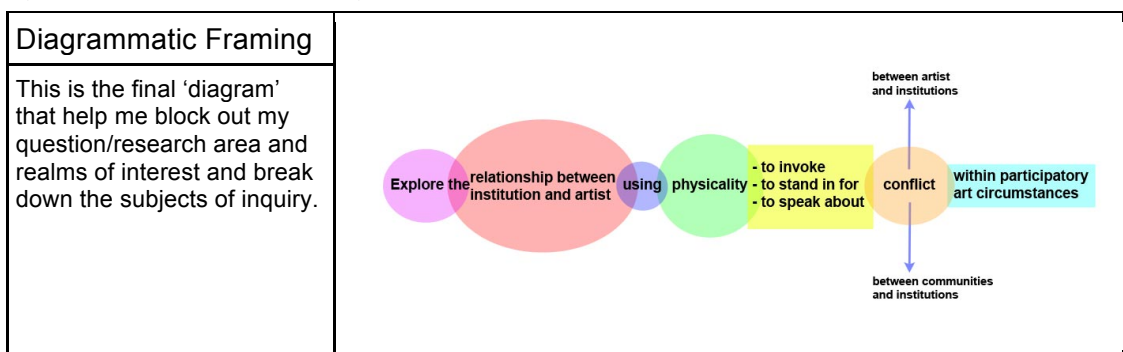 Diagrammatic Framing
This is the final ‘diagram’
that help me block out my
question/research area and
realms of interest and break
down the subjects of inquiry.
between artist
and institutions
Explore the
relationship between
institution and artist
using
physicality
- to invoke
- to stand in for
- to speak about
conflict
within participatory
art circumstances
between communities
and institutions